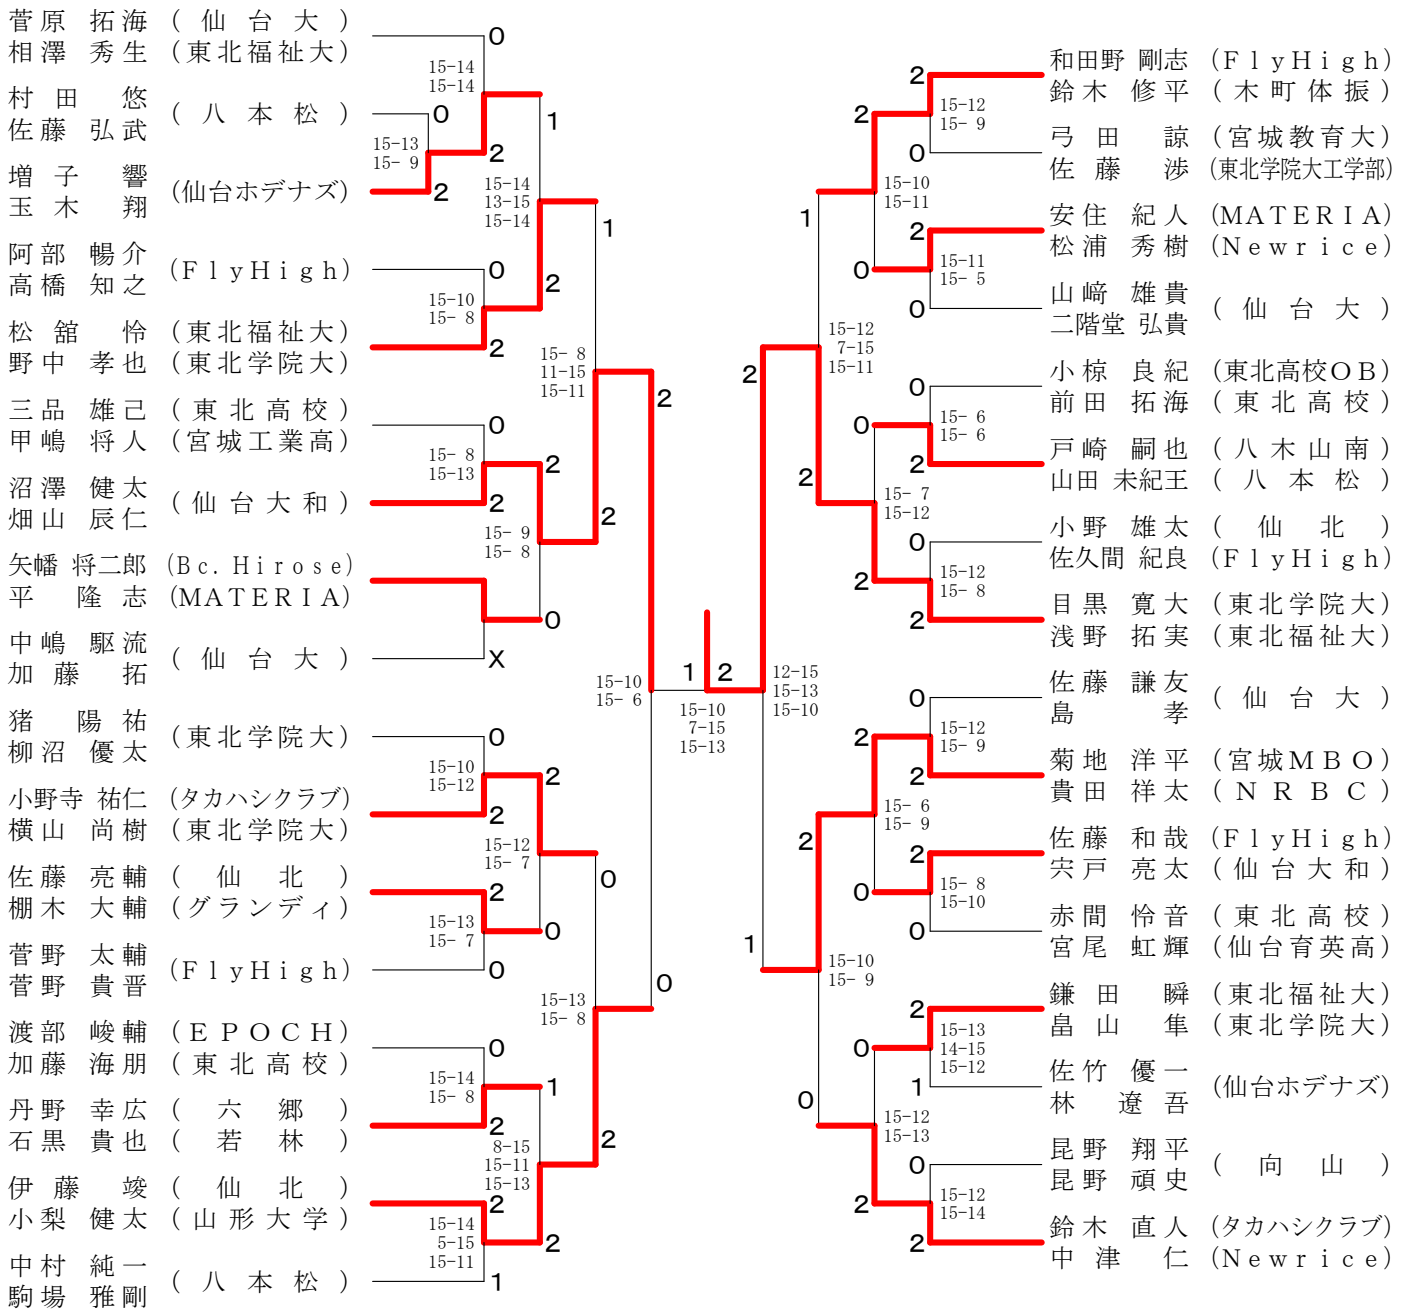 菅原 拓海 (仙台大)
0
相澤 秀生 (東北福祉大)
15-14
15-14
村田 悠
佐藤 弘武
(八本松)
0
1
15-13
15- 9
2
増子 響
玉木 翔
(仙台ホデナズ)
2
15-14
13-15
15-14
1
阿部 暢介
高橋 知之
(FlyHigh)
0
2
2
15-10
15- 8
松舘 怜 (東北福祉大)
野中 孝也 (東北学院大)
2
15- 8
11-15
15-11
2
三品 雄己 (東北高校)
甲嶋 将人 (宮城工業高)
0
15- 8
15-13
2
沼澤 健太
畑山 辰仁
(仙台大和)
2
2
15- 9
15- 8
矢幡 将二郎 (Bc.Hirose)
平 隆志 (MATERIA)
0
中嶋 駆流
加藤 拓
(仙台大)
X
15-10
15- 6
猪 陽祐
柳沼 優太
(東北学院大)
0
15-10
15-12
2
小野寺 祐仁 (タカハシクラブ)
横山 尚樹 (東北学院大)
2
15-12
15- 7
0
佐藤 亮輔 (仙北)
棚木 大輔 (グランディ)
2
15-13
15- 7
0
菅野 太輔
菅野 貴晋
(FlyHigh)
0
0
15-13
15- 8
渡部 峻輔 (EPOCH)
加藤 海朋 (東北高校)
0
15-14
15- 8
1
丹野 幸広 (六郷)
石黒 貴也 (若林)
2
8-15
15-11
15-13
2
伊藤 竣 (仙北)
小梨 健太 (山形大学)
2
15-14
5-15
15-11
2
中村 純一
駒場 雅剛
(八本松)
1
1 2
15-10
7-15
15-13
和田野 剛志 (FlyHigh)
鈴木 修平 (木町体振)
2
15-12
15- 9
2
弓田 諒 (宮城教育大)
佐藤 渉 (東北学院大工学部)
0
15-10
15-11
1
安住 紀人 (MATERIA)
松浦 秀樹 (Newrice)
2
15-11
15- 5
0
山﨑 雄貴
二階堂 弘貴
(仙台大)
0
15-12
7-15
15-11
2
小椋 良紀 (東北高校OB)
前田 拓海 (東北高校)
0
15- 6
15- 6
0
戸崎 嗣也 (八木山南)
山田 未紀王 (八本松)
2
2
15- 7
15-12
小野 雄太 (仙北)
佐久間 紀良 (FlyHigh)
0
15-12
15- 8
2
目黒 寛大 (東北学院大)
浅野 拓実 (東北福祉大)
2
12-15
15-13
15-10
佐藤 謙友
島 孝
(仙台大)
0
15-12
15- 9
2
菊地 洋平 (宮城MBO)
貴田 祥太 (NRBC)
2
15- 6
15- 9
2
佐藤 和哉 (FlyHigh)
宍戸 亮太 (仙台大和)
2
15- 8
15-10
0
赤間 怜音 (東北高校)
宮尾 虹輝 (仙台育英高)
0
1
15-10
15- 9
鎌田 瞬 (東北福祉大)
畠山 隼 (東北学院大)
2
15-13
14-15
15-12
0
佐竹 優一
林 遼吾
(仙台ホデナズ)
1
0
15-12
15-13
昆野 翔平
昆野 頑史
(向山)
0
15-12
15-14
2
鈴木 直人 (タカハシクラブ)
中津 仁 (Newrice)
2